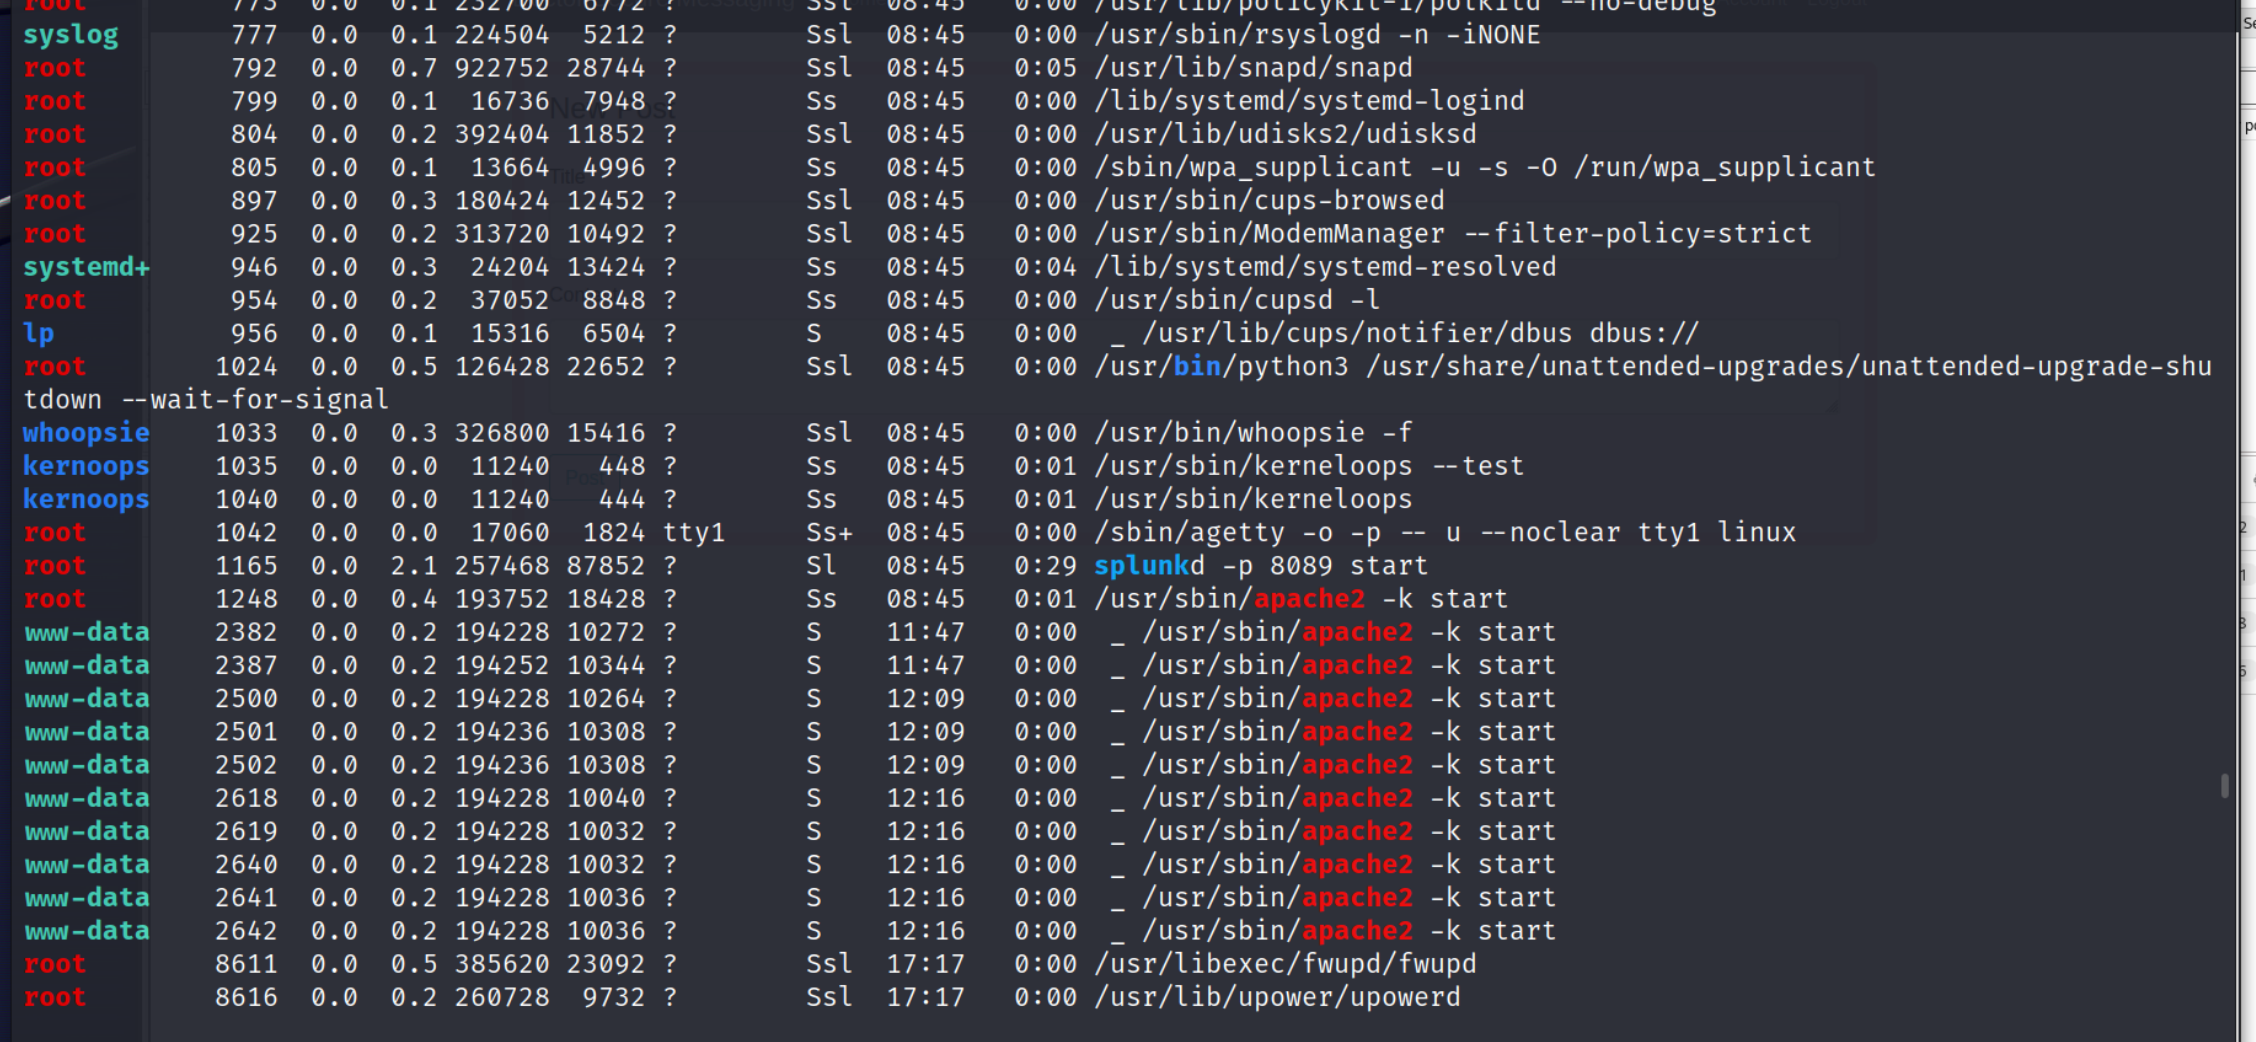 root 773 0.0 0.1 232700 6772 ? Ssl 08:45 0:00 /usr/lib/policykit-1/polkitd --no-debug
syslog 777 0.0 0.1 224504 5212 ? Ssl 08:45 0:00 /usr/sbin/rsyslogd -n -iNONE
root 792 0.0 0.7 922752 28744 ? Ssl 08:45 0:05 /usr/lib/snapd/snapd
root 799 0.0 0.1 16736 7948 ? Ss 08:45 0:00 /lib/systemd/systemd-logind
New Post
root 804 0.0 0.2 392404 11852 ? Ssl 08:45 0:00 /usr/lib/udisks2/udisksd
root 805 0.0 0.1 13664 4996 ? Ss 08:45 0:00 /sbin/wpa_supplicant -u -s -O /run/wpa_supplicant
Title
root 897 0.0 0.3 180424 12452 ? Ssl 08:45 0:00 /usr/sbin/cups-browsed
root 925 0.0 0.2 313720 10492 ? Ssl 08:45 0:00 /usr/sbin/ModemManager --filter-policy=strict
systemd+ 946 0.0 0.3 24204 13424 ? Ss 08:45 0:04 /lib/systemd/systemd-resolved
root 954 0.0 0.2 37052 8848 ? Ss 08:45 0:00 /usr/sbin/cupsd -l
lp 956 0.0 0.1 15316 6504 ? S 08:45 0:00 _ /usr/lib/cups/notifier/dbus dbus://
root 1024 0.0 0.5 126428 22652 ? Ssl 08:45 0:00 /usr/bin/python3 /usr/share/unattended-upgrades/unattended-upgrade-shu
tdown --wait-for-signal
whoopsie 1033 0.0 0.3 326800 15416 ? Ssl 08:45 0:00 /usr/bin/whoopsie -f
kernoops 1035 0.0 0.0 11240 448 ? Ss 08:45 0:01 /usr/sbin/kerneloops --test
Post
kernoops 1040 0.0 0.0 11240 444 ? Ss 08:45 0:01 /usr/sbin/kerneloops
root 1042 0.0 0.0 17060 1824 tty1 Ss+ 08:45 0:00 /sbin/agetty -o -p -- u --noclear tty1 linux
root 1165 0.0 2.1 257468 87852 ? Sl 08:45 0:29 splunkd -p 8089 start
root 1248 0.0 0.4 193752 18428 ? Ss 08:45 0:01 /usr/sbin/apache2 -k start
www-data 2382 0.0 0.2 194228 10272 ? S 11:47 0:00 _ /usr/sbin/apache2 -k start
www-data 2387 0.0 0.2 194252 10344 ? S 11:47 0:00 _ /usr/sbin/apache2 -k start
www-data 2500 0.0 0.2 194228 10264 ? S 12:09 0:00 _ /usr/sbin/apache2 -k start
www-data 2501 0.0 0.2 194236 10308 ? S 12:09 0:00 _ /usr/sbin/apache2 -k start
www-data 2502 0.0 0.2 194236 10308 ? S 12:09 0:00 _ /usr/sbin/apache2 -k start
www-data 2618 0.0 0.2 194228 10040 ? S 12:16 0:00 _ /usr/sbin/apache2 -k start
www-data 2619 0.0 0.2 194228 10032 ? S 12:16 0:00 _ /usr/sbin/apache2 -k start
www-data 2640 0.0 0.2 194228 10032 ? S 12:16 0:00 _ /usr/sbin/apache2 -k start
www-data 2641 0.0 0.2 194228 10036 ? S 12:16 0:00 _ /usr/sbin/apache2 -k start
www-data 2642 0.0 0.2 194228 10036 ? S 12:16 0:00 _ /usr/sbin/apache2 -k start
root 8611 0.0 0.5 385620 23092 ? Ssl 17:17 0:00 /usr/libexec/fwupd/fwupd
root 8616 0.0 0.2 260728 9732 ? Ssl 17:17 0:00 /usr/lib/upower/upowerd